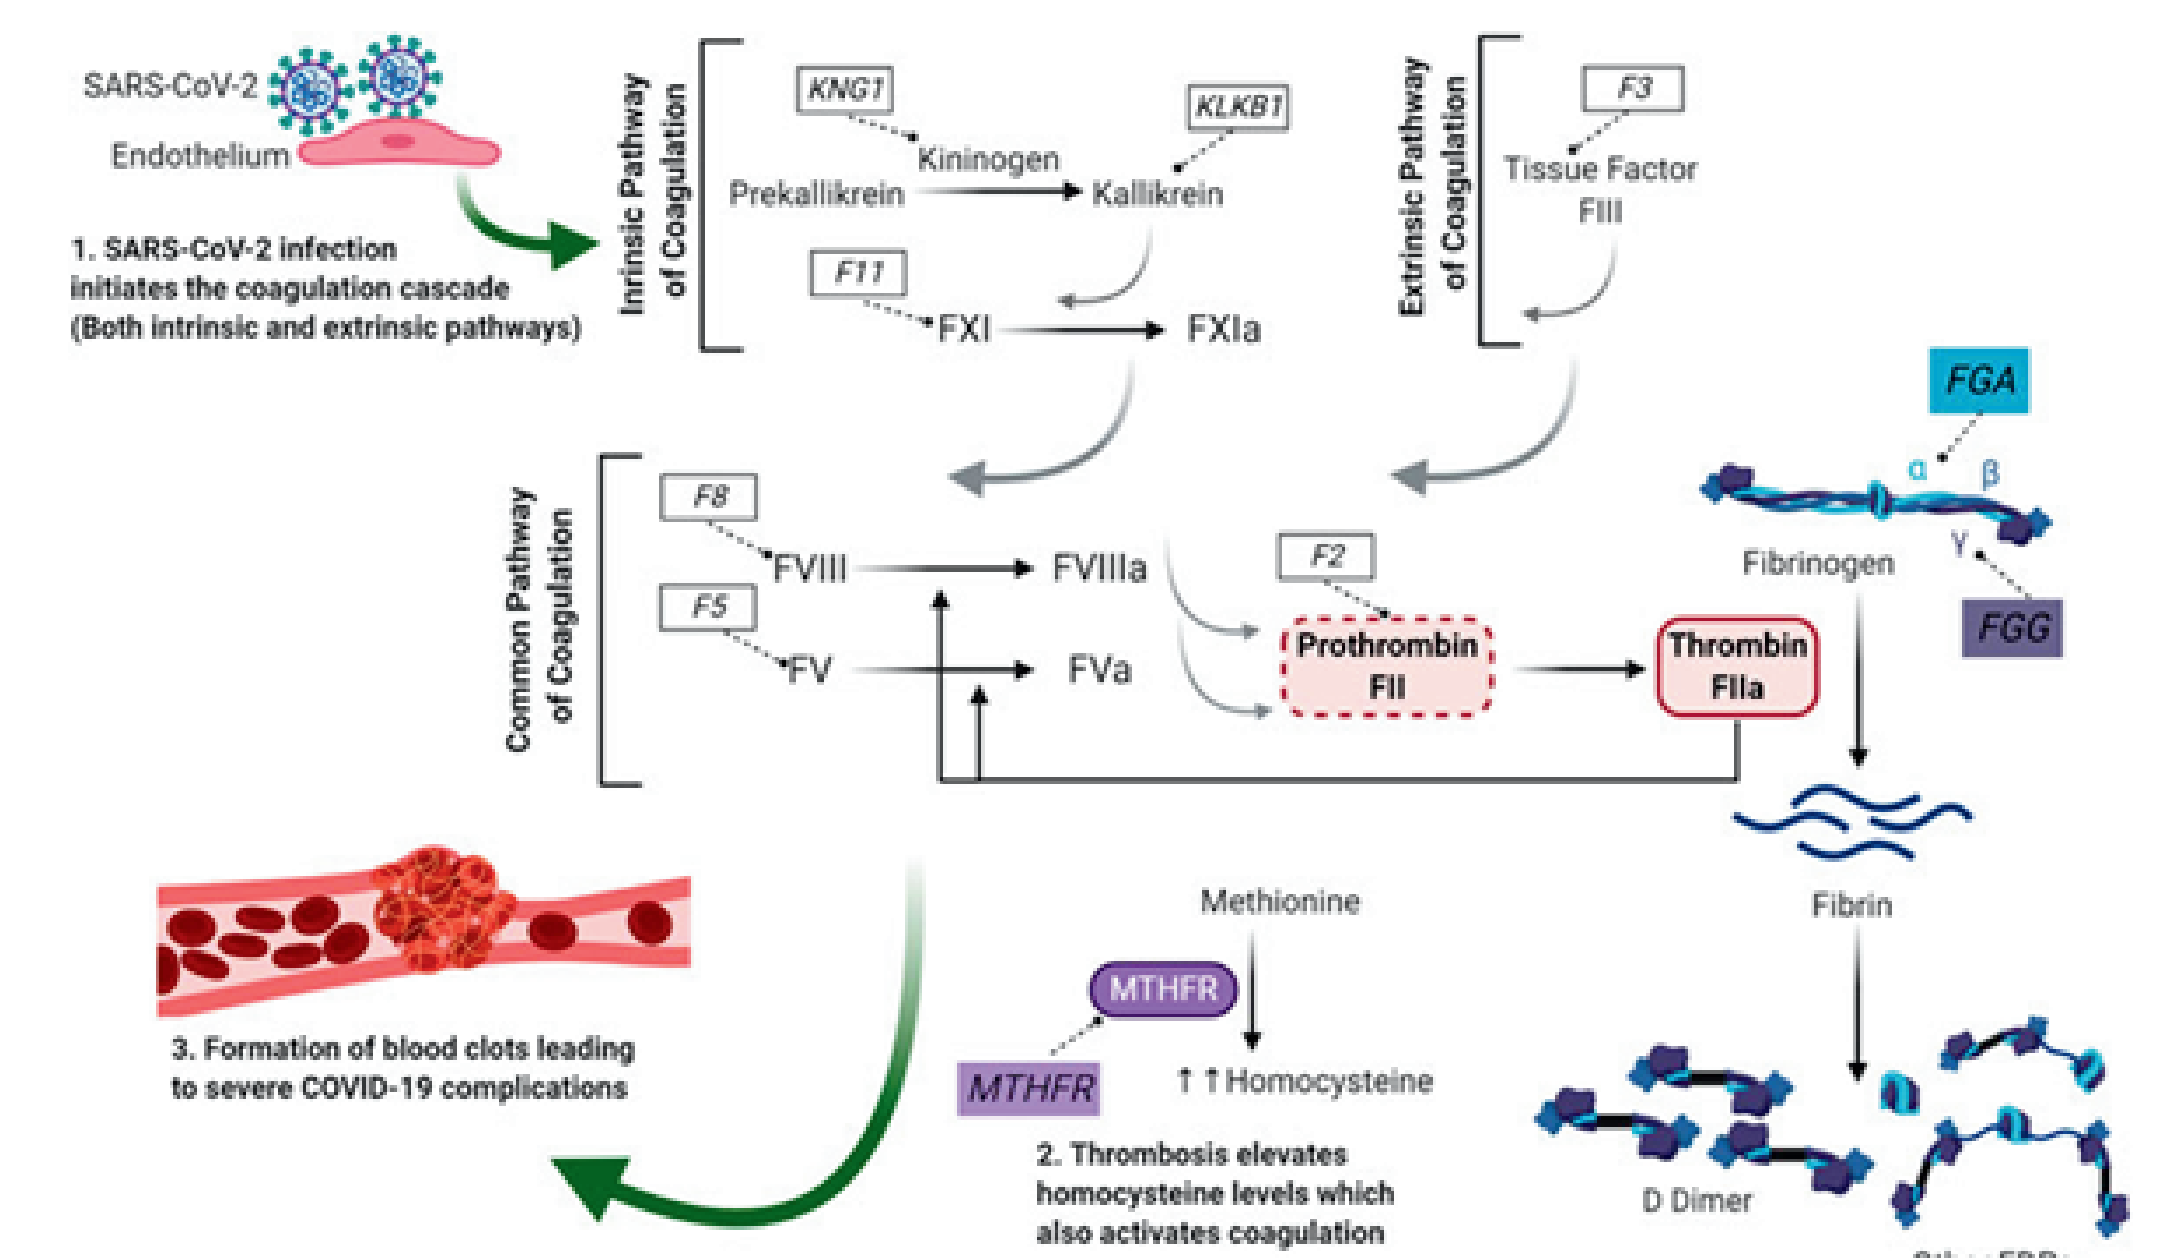 SARS-CoV-2
Endothelium
1. SARS-CoV-2 infection
initiates the coagulation cascade
(Both intrinsic and extrinsic pathways)
Inrinsic Pathway
of Coagulation
KNG1
KLKB1
Kininogen
Prekallikrein
Kallikrein
F11
FXI
FXIa
Extrinsic Pathway
of Coagulation
F3
Tissue Factor
FIII
Common Pathway
of Coagulation
F8
FVIII
FVIIIa
F5
FV
FVa
F2
Prothrombin
FII
Thrombin
FIIa
FGA
α
β
γ
Fibrinogen
FGG
Fibrin
D Dimer
Methionine
MTHFR
MTHFR
↑↑Homocysteine
2. Thrombosis elevates
homocysteine levels which
also activates coagulation
3. Formation of blood clots leading
to severe COVID-19 complications